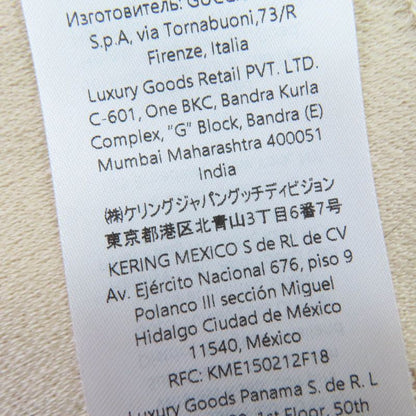 Изготовитель: GUCCI
S.p.A, via Tornabuoni,73/R
Firenze, Italia
Luxury Goods Retail PVT. LTD.
C-601, One BKC, Bandra Kurla
Complex, "G" Block, Bandra (E)
Mumbai Maharashtra 400051
India
㈱ケリングジャパングッチディビジョン
東京都港区北青山3丁目6番7号
KERING MEXICO S de RL de CV
Av. Ejército Nacional 676, piso 9
Polanco III sección Miguel
Hidalgo Ciudad de México
11540, México
RFC: KME150212F18
Luxury Goods Panama S. de R. L
1st Floor, 50th